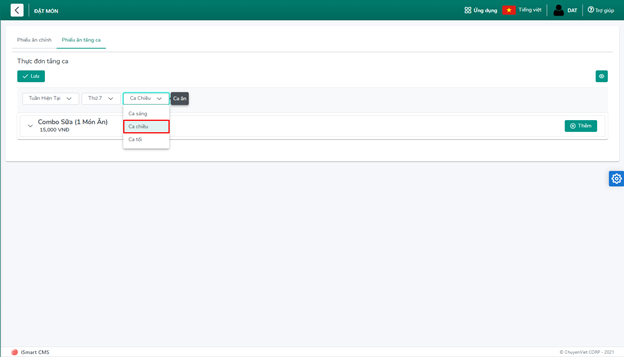 ĐẶT MÓN
Ứng dụng
Tiếng việt
DAT
Trợ giúp
Phiếu ăn chính
Phiếu ăn tăng ca
Thực đơn tăng ca
Lưu
Tuần Hiện Tại
Thứ 7
Ca Chiều
Ca ăn
Ca sáng
Ca chiều
Ca tối
Combo Sữa (1 Món Ăn)
15,000 VNĐ
Thêm
iSmart CMS
© ChuyenViet CORP - 2021